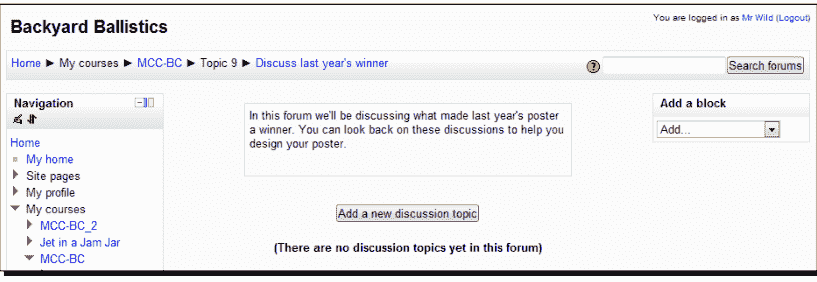 Backyard Ballistics
You are logged in as Mr Wild (Logout)
Home ► My courses ► MCC-BC ► Topic 9 ► Discuss last year's winner
? Search forums
Navigation
Home
My home
Site pages
My profile
My courses
MCC-BC_2
Jet in a Jam Jar
MCC-BC
In this forum we'll be discussing what made last year's poster
a winner. You can look back on these discussions to help you
design your poster.
Add a new discussion topic
(There are no discussion topics yet in this forum)
Add a block
Add...